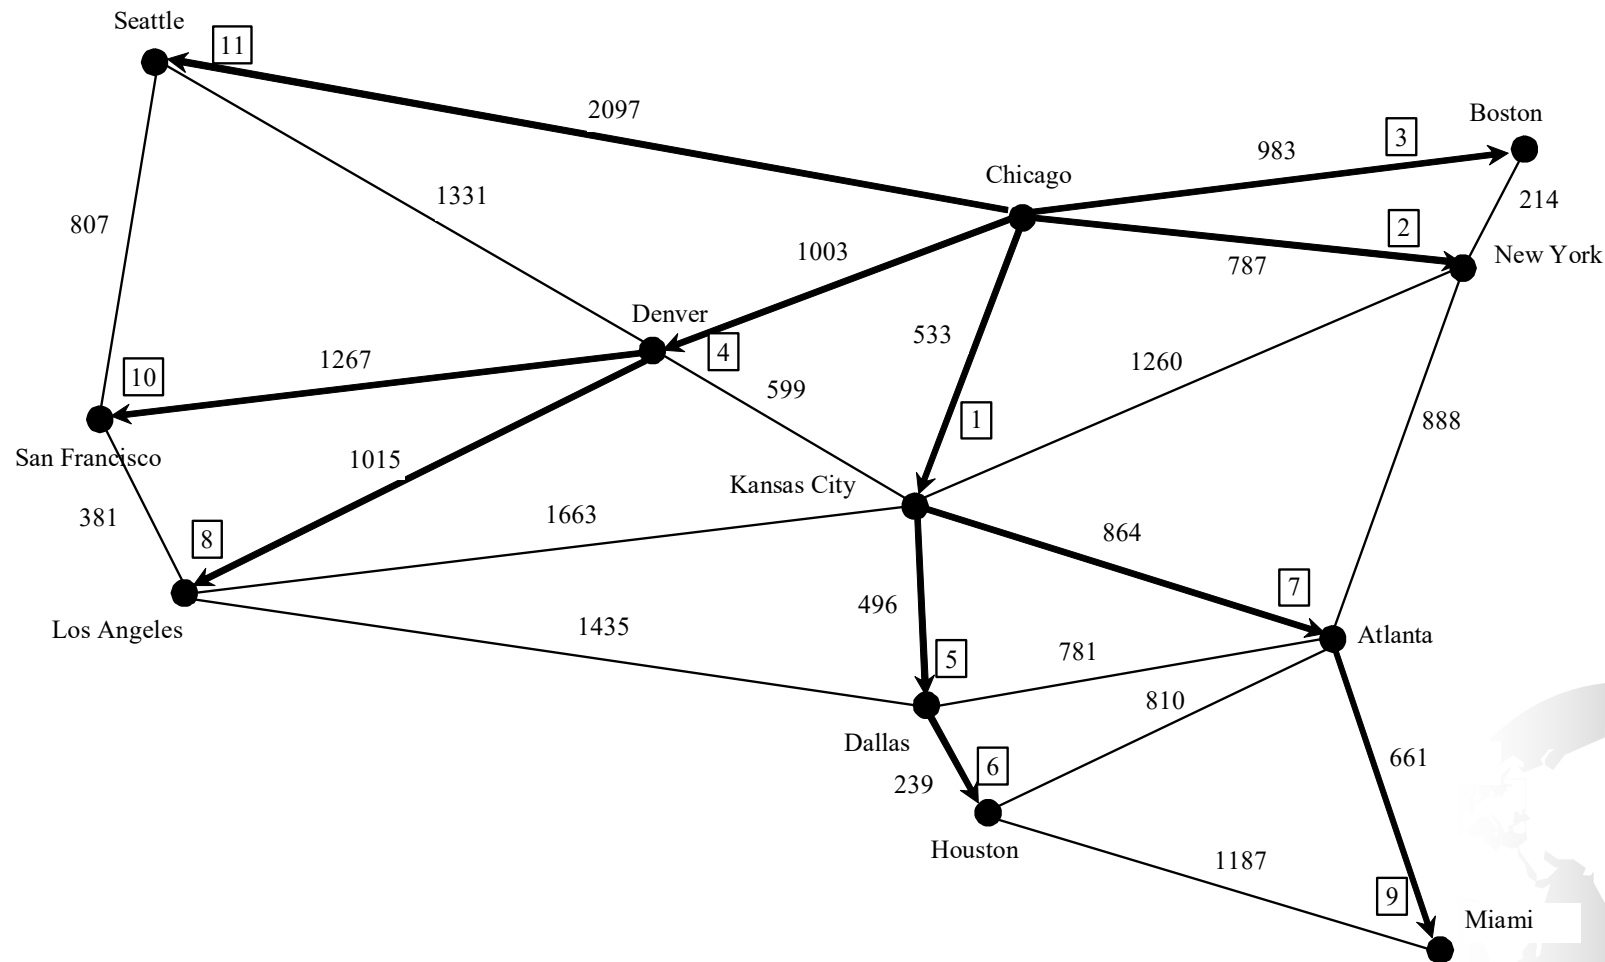 Seattle
11
2097
Boston
3
983
Chicago
1331
214
807
2
1003
787
New York
Denver
533
4
1267
1260
10
599
888
1
San Francisco
1015
Kansas City
381
1663
864
8
7
496
Los Angeles
1435
Atlanta
781
5
810
Dallas
661
6
239
Houston
1187
9
Miami